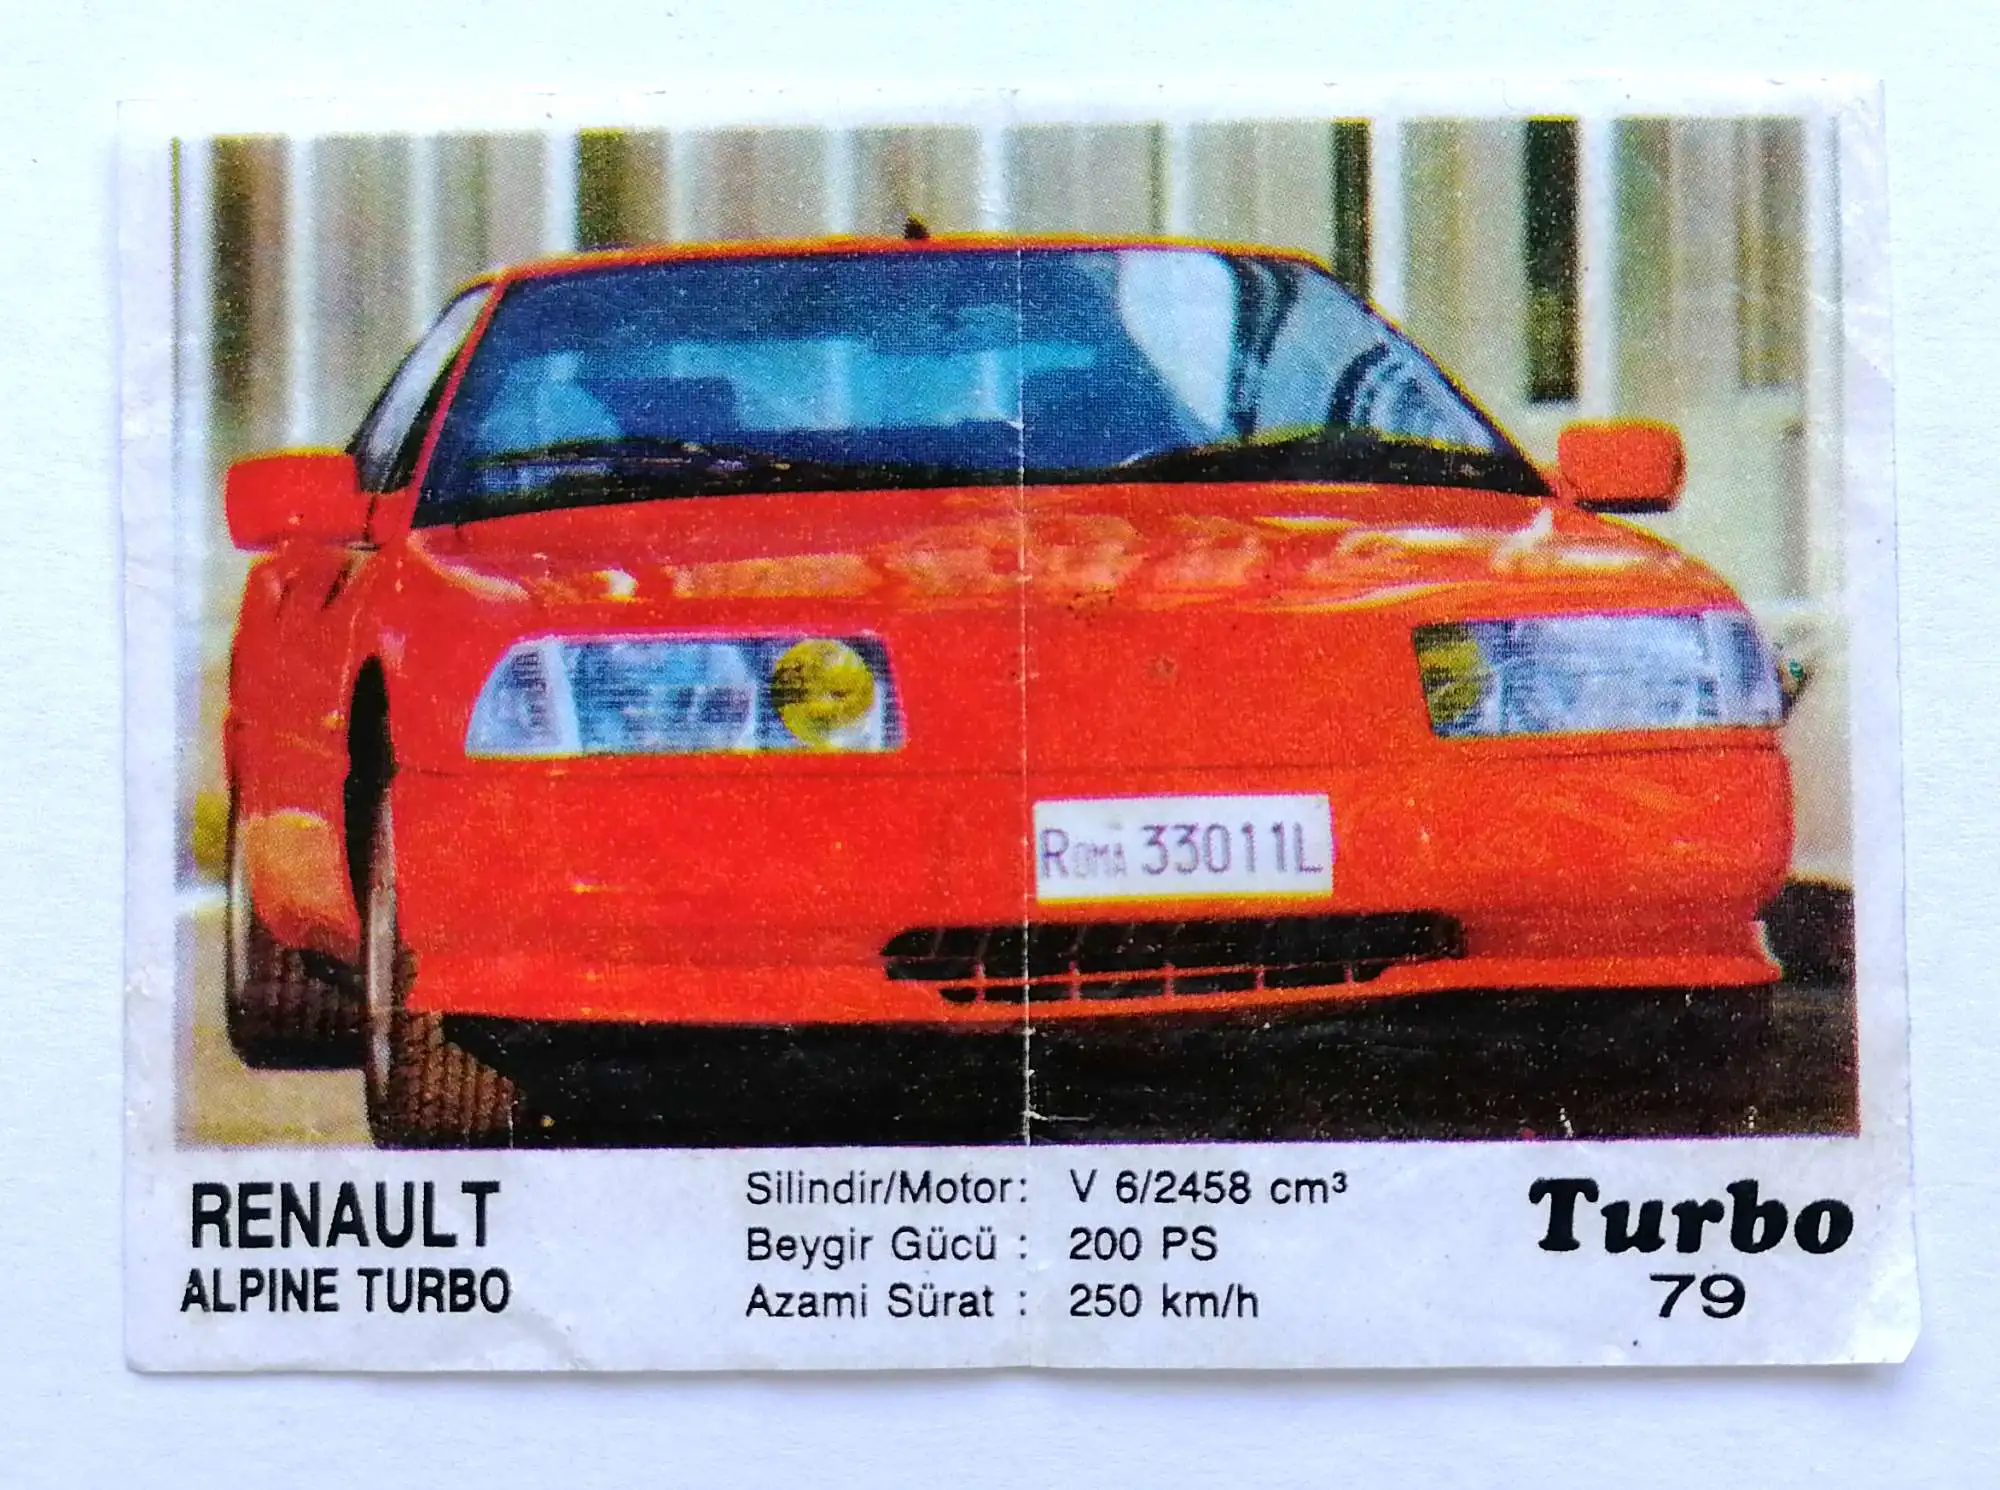 Roma 33011L
RENAULT
ALPINE TURBO
Silindir/Motor: V 6/2458 cm³
Beygir Gücü : 200 PS
Azami Sürat : 250 km/h
Turbo
79